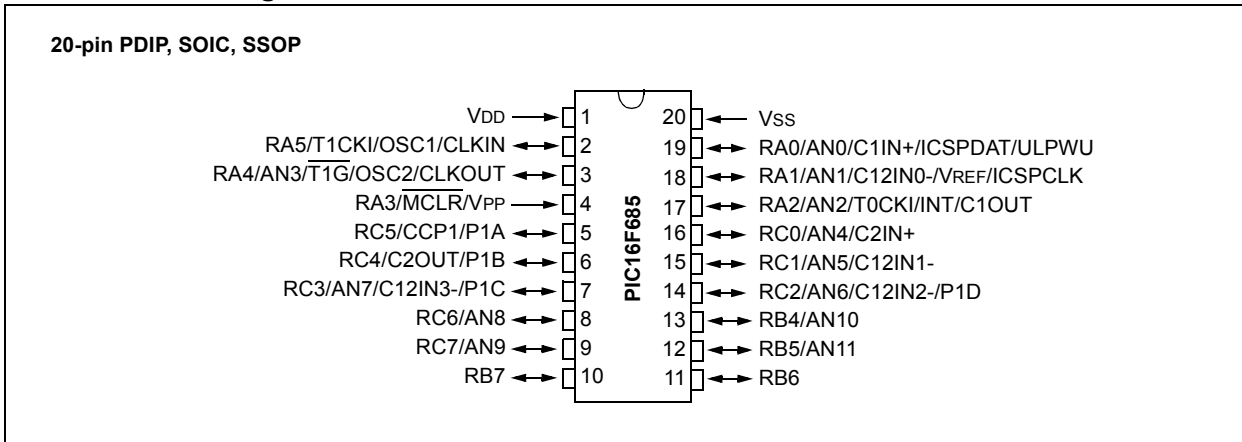 20-pin PDIP, SOIC, SSOP
VDD 1
RA5/T1CKI/OSC1/CLKIN 2
RA4/AN3/T1G/OSC2/CLKOUT 3
RA3/MCLR/VPP 4
RC5/CCP1/P1A 5
RC4/C2OUT/P1B 6
RC3/AN7/C12IN3-/P1C 7
RC6/AN8 8
RC7/AN9 9
RB7 10
PIC16F685
20 VSS
19 RA0/AN0/C1IN+/ICSPDAT/ULPWU
18 RA1/AN1/C12IN0-/VREF/ICSPCLK
17 RA2/AN2/T0CKI/INT/C1OUT
16 RC0/AN4/C2IN+
15 RC1/AN5/C12IN1-
14 RC2/AN6/C12IN2-/P1D
13 RB4/AN10
12 RB5/AN11
11 RB6